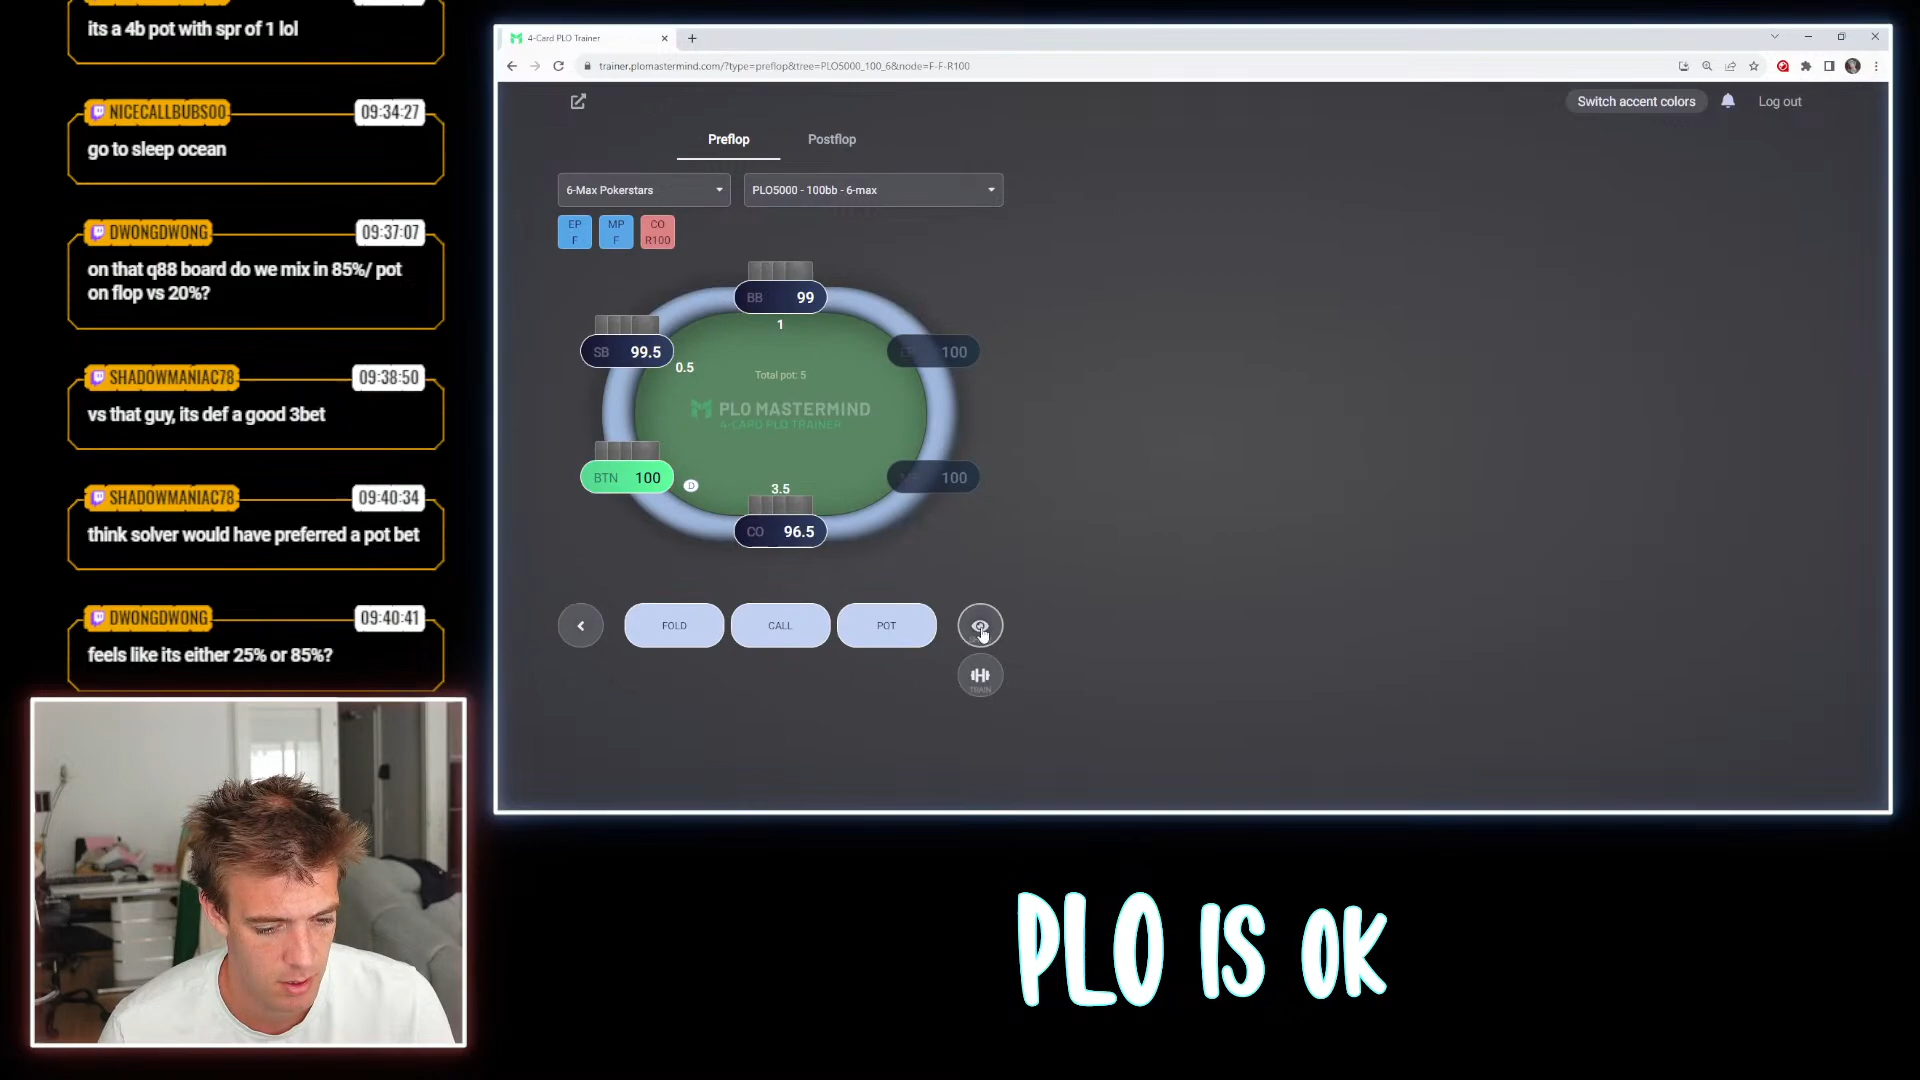 its a 4b pot with spr of 1 lol
NICECALLBUBS00
09:34:27
go to sleep ocean
DWONGDWONG
09:37:07
on that q88 board do we mix in 85%/ pot
on flop vs 20%?
SHADOWMANIAC78
09:38:50
vs that guy, its def a good 3bet
SHADOWMANIAC78
09:40:34
think solver would have preferred a pot bet
DWONGDWONG
09:40:41
feels like its either 25% or 85%?
4-Card PLO Trainer
trainer.plomastermind.com/?type=preflop&tree=PLO5000_100_6&node=F-F-R100
Switch accent colors
Log out
Preflop
Postflop
6-Max Pokerstars
PLO5000 - 100bb - 6-max
EP
F
MP
F
CO
R100
BB 99
1
SB 99.5
0.5
100
Total pot: 5
PLO MASTERMIND
4-CARD PLO TRAINER
BTN 100
D
100
3.5
CO 96.5
FOLD
CALL
POT
TRAIN
PLO IS OK